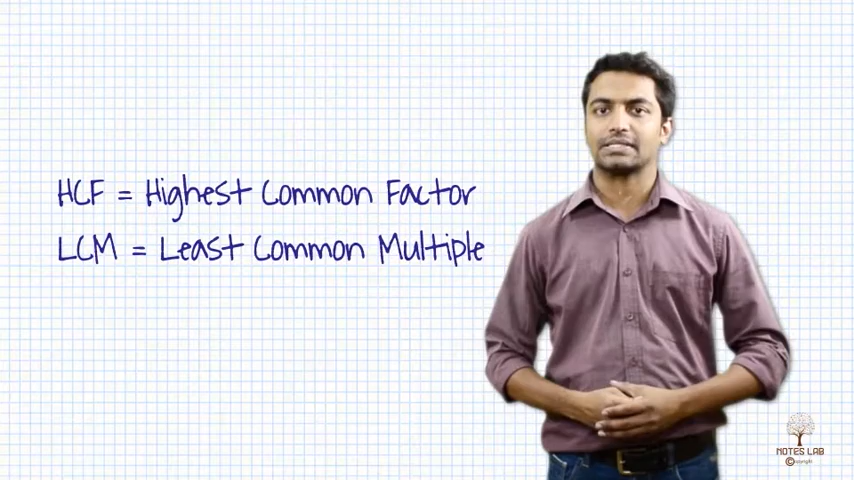 HCF = Highest Common Factor
LCM = Least Common Multiple
NOTES LAB